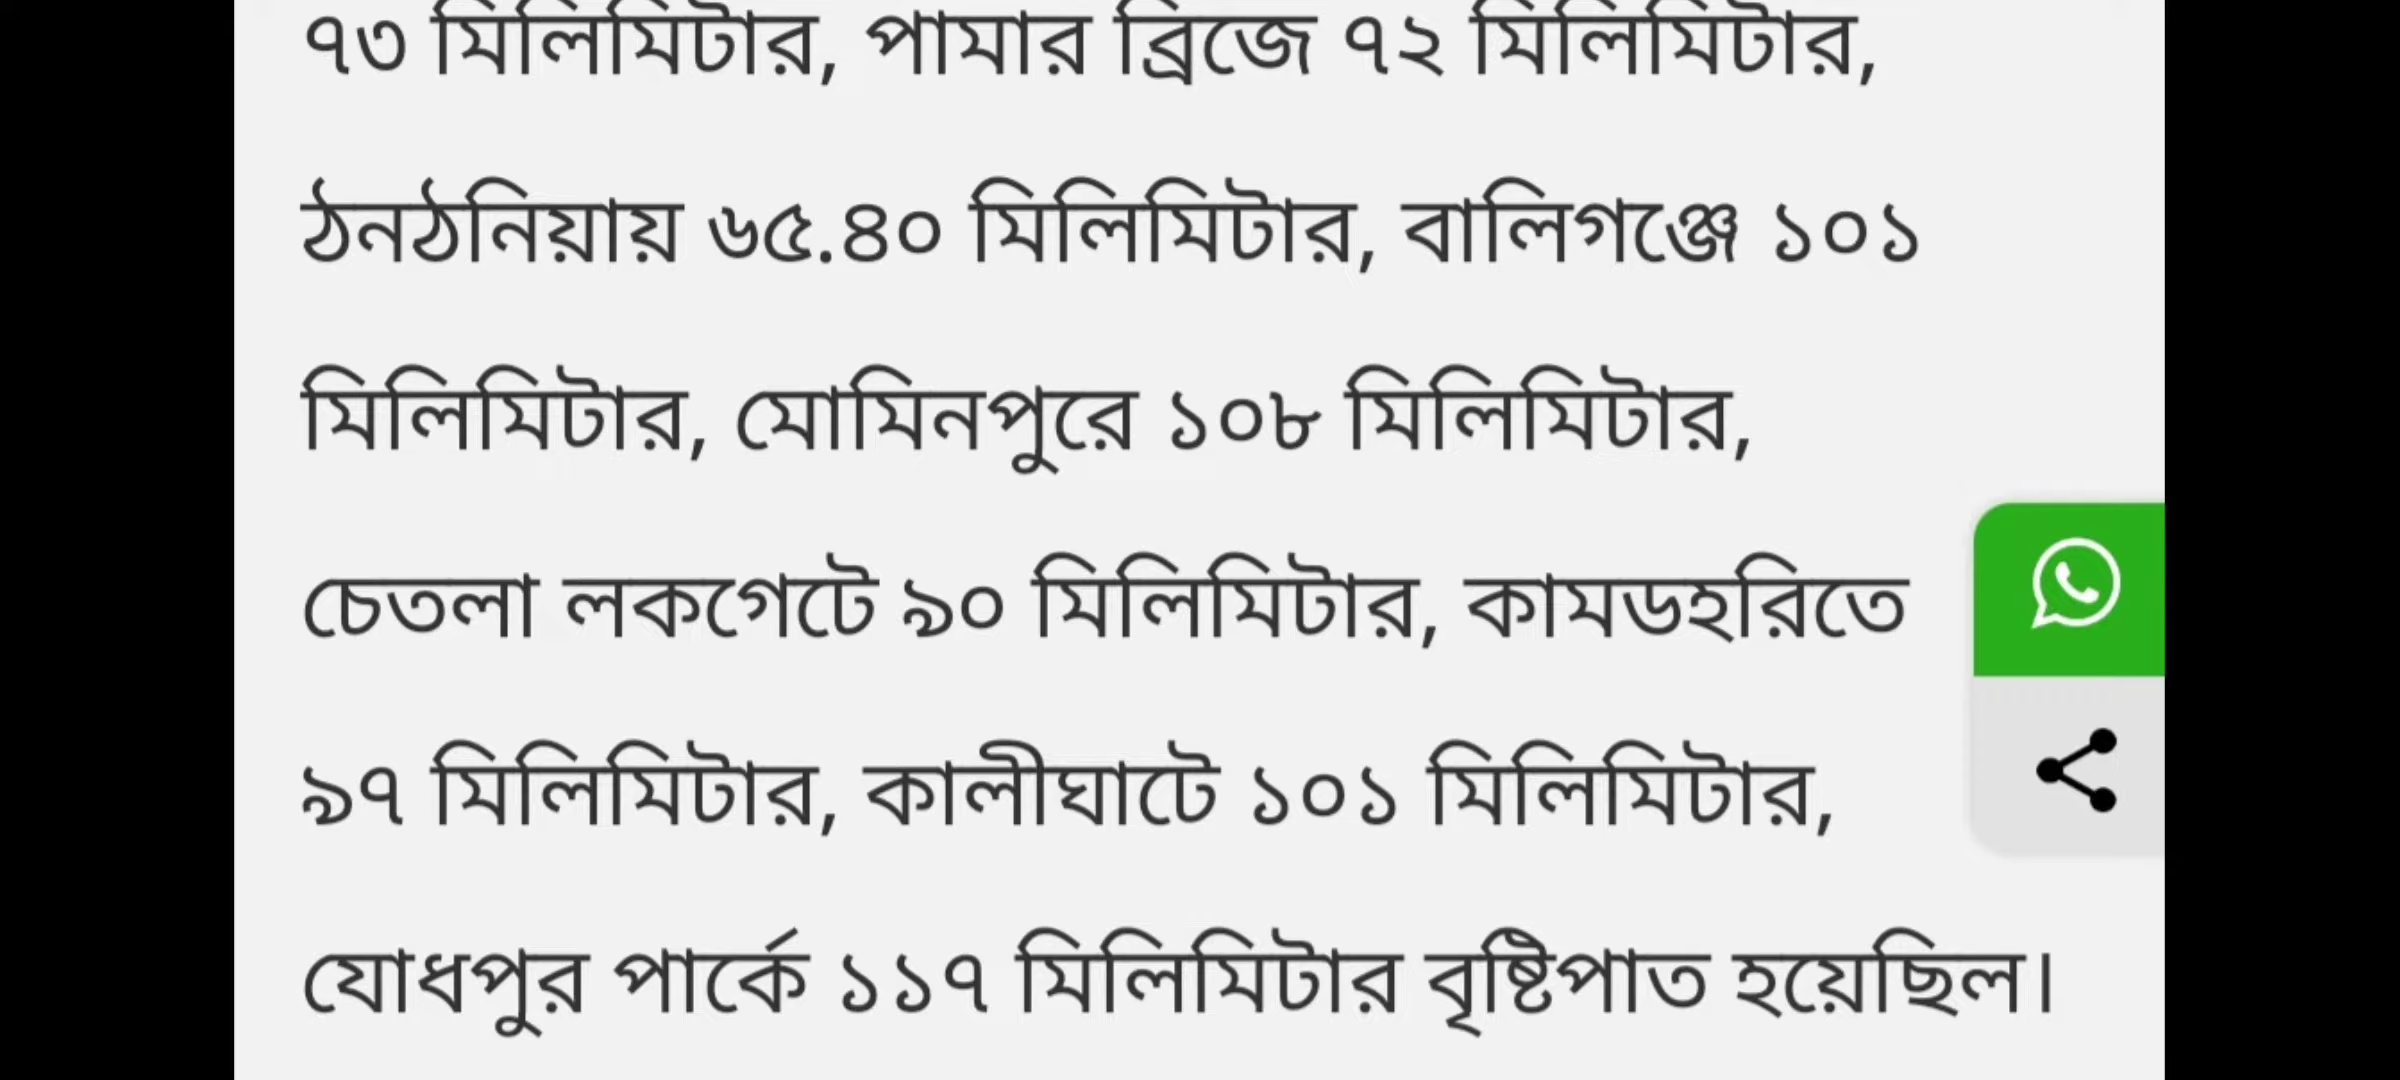 ৭৩ মিলিমিটার, পামার ব্রিজে ৭২ মিলিমিটার,
ঠনঠনিয়ায় ৬৫.৪০ মিলিমিটার, বালিগঞ্জে ১০১
মিলিমিটার, মোমিনপুরে ১০৮ মিলিমিটার,
চেতলা লকগেটে ৯০ মিলিমিটার, কামডহরিতে
৯৭ মিলিমিটার, কালীঘাটে ১০১ মিলিমিটার,
যোধপুর পার্কে ১১৭ মিলিমিটার বৃষ্টিপাত হয়েছিল।